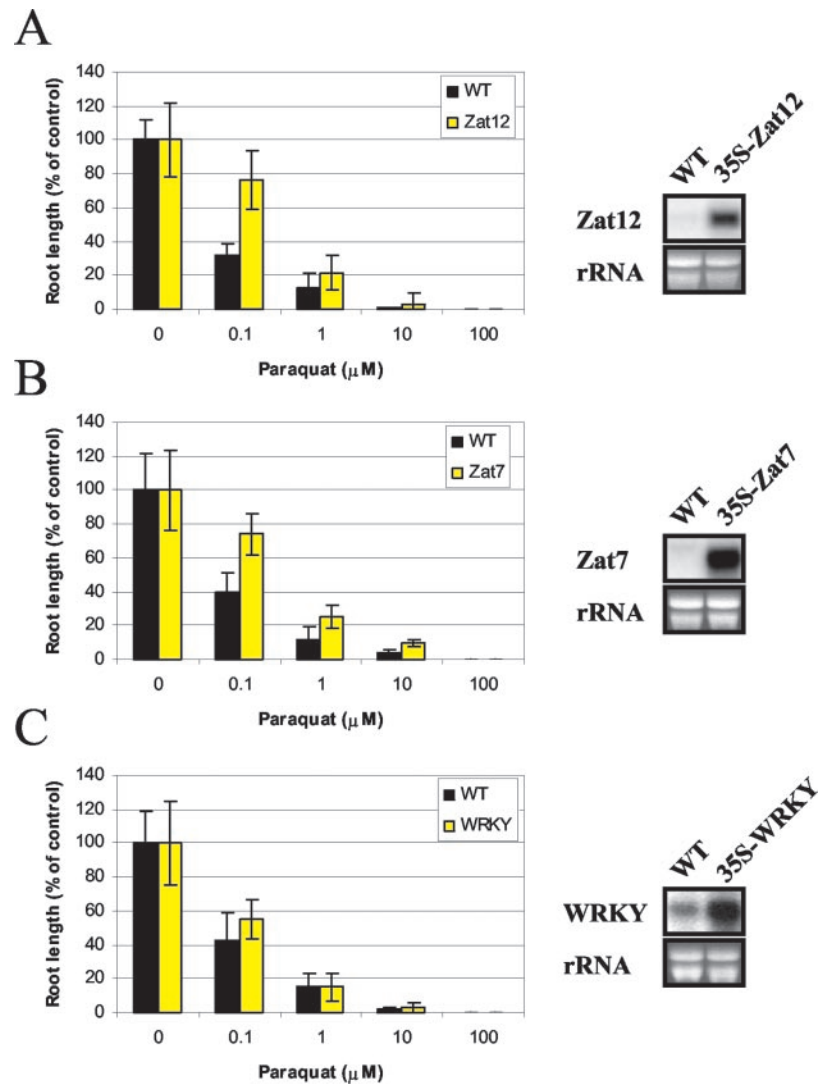 A
Root length (% of control)
140
120
100
80
60
40
20
0
WT
Zat12
0 0.1 1 10 100
Paraquat (μM)
WT 35S-Zat12
Zat12
rRNA
B
Root length (% of control)
140
120
100
80
60
40
20
0
WT
Zat7
0 0.1 1 10 100
Paraquat (μM)
WT 35S-Zat7
Zat7
rRNA
C
Root length (% of control)
140
120
100
80
60
40
20
0
WT
WRKY
0 0.1 1 10 100
Paraquat (μM)
WT 35S-WRKY
WRKY
rRNA